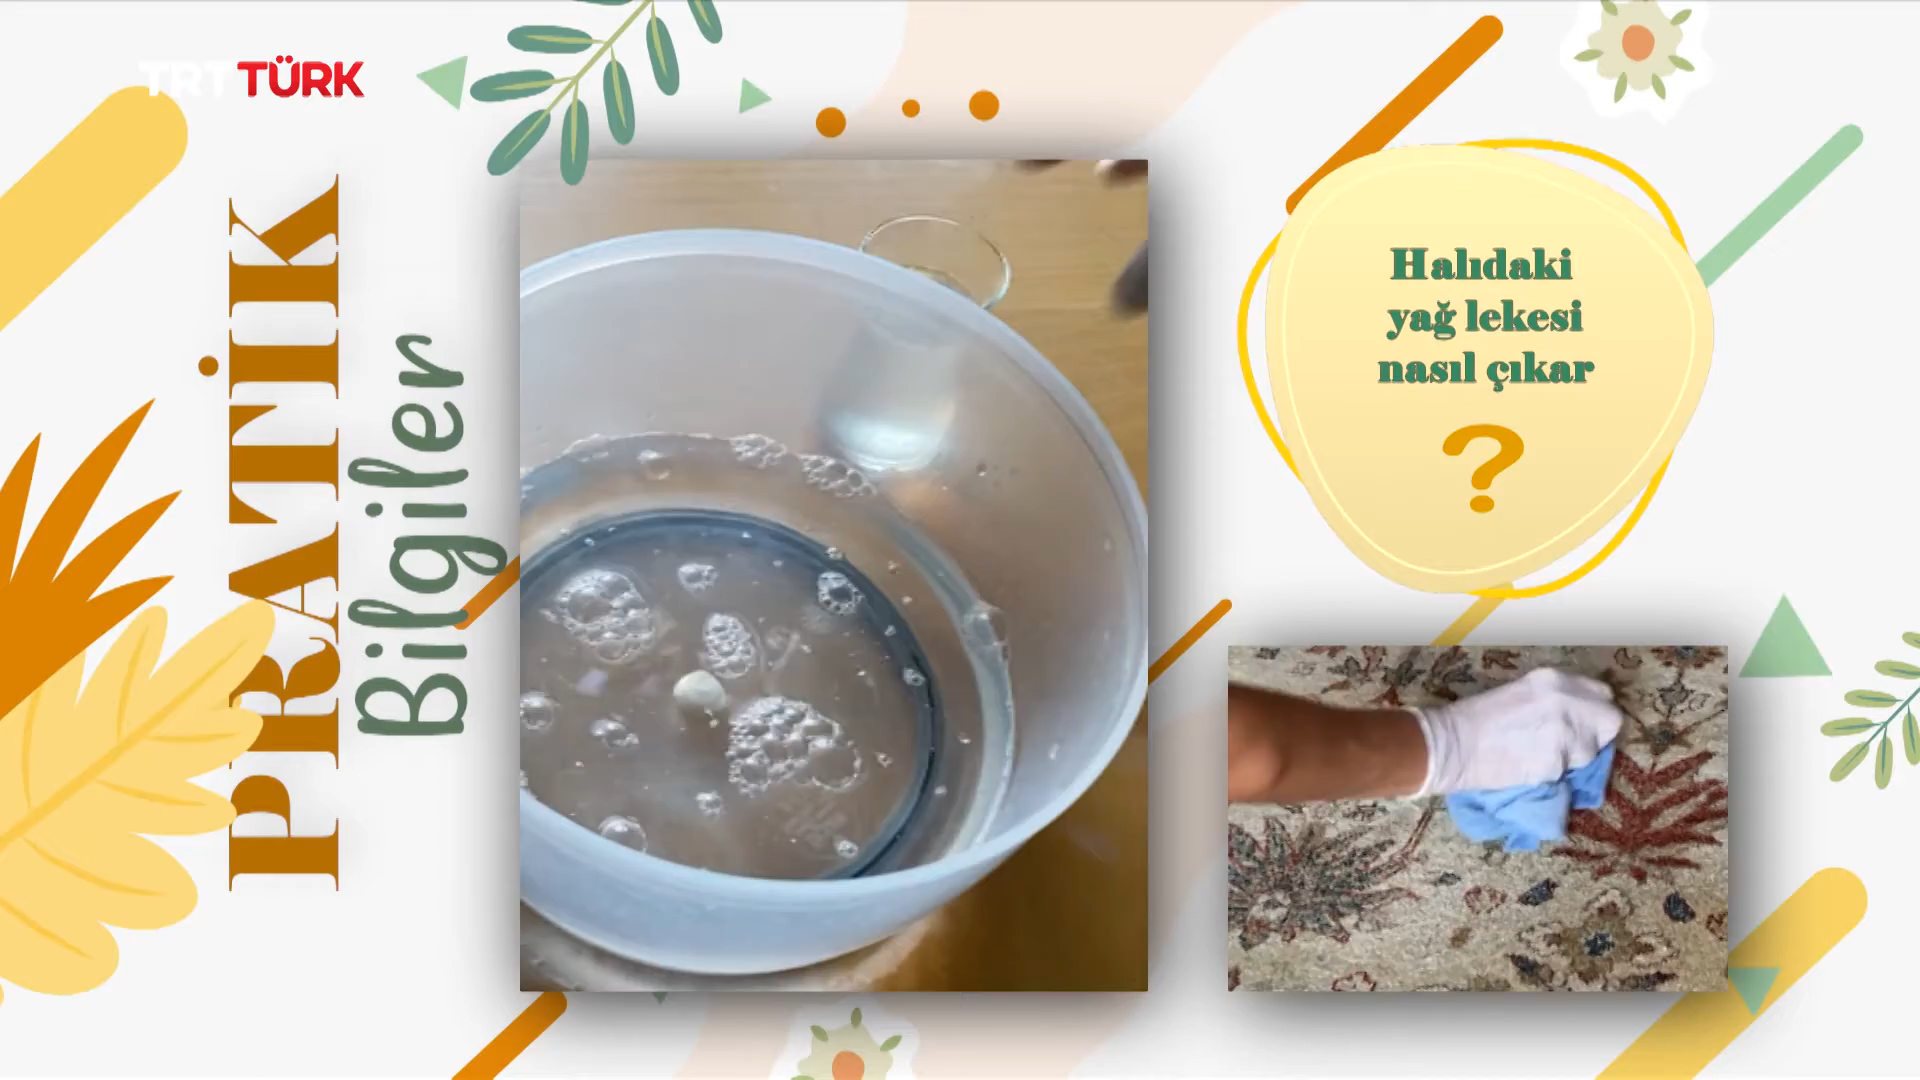 TRT TÜRK
PRATİK
Bilgiler
Halıdaki
yağ lekesi
nasıl çıkar
?